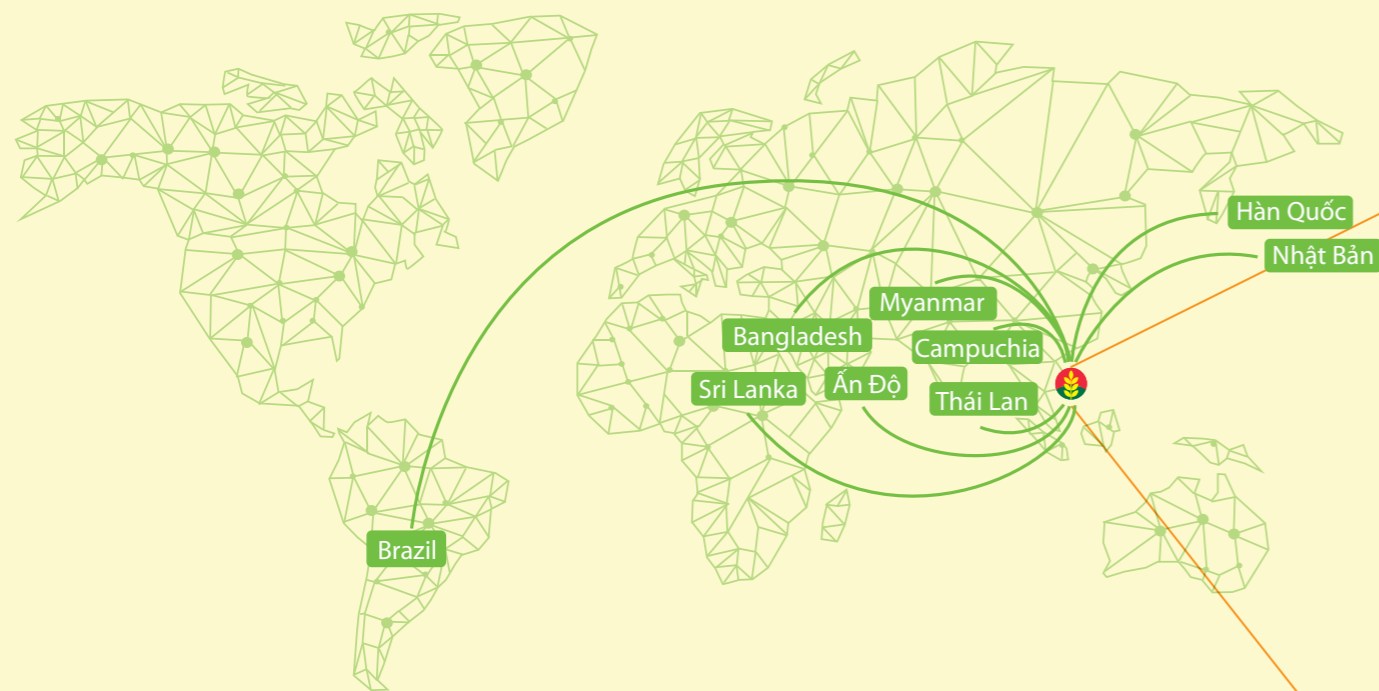 Hàn Quốc
Nhật Bản
Myanmar
Bangladesh
Campuchia
Sri Lanka
Ấn Độ
Thái Lan
Brazil